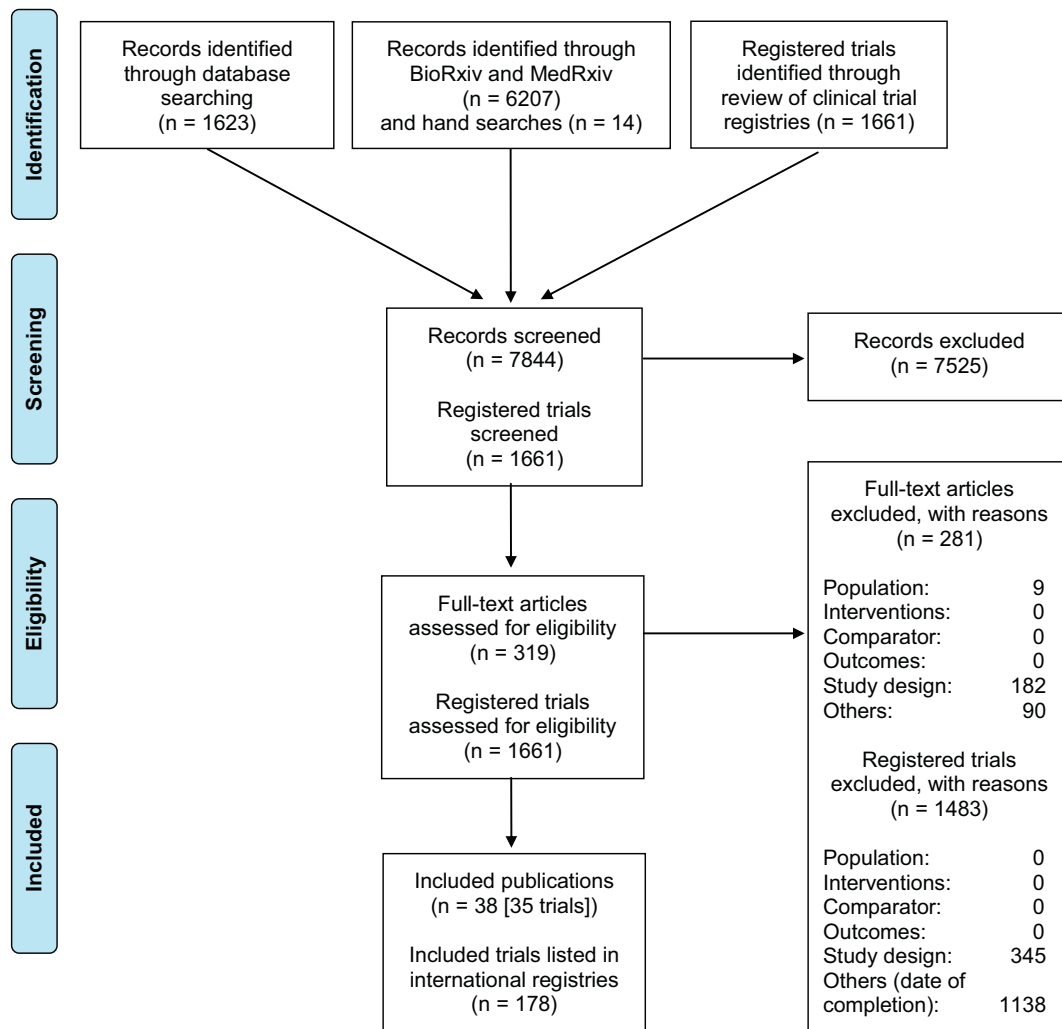 Identification
Records identified
through database
searching
(n = 1623)
Records identified through
BioRxiv and MedRxiv
(n = 6207)
and hand searches (n = 14)
Registered trials
identified through
review of clinical trial
registries (n = 1661)
Screening
Records screened
(n = 7844)
Registered trials
screened
(n = 1661)
Records excluded
(n = 7525)
Eligibility
Full-text articles
assessed for eligibility
(n = 319)
Registered trials
assessed for eligibility
(n = 1661)
Full-text articles
excluded, with reasons
(n = 281)
Population: 9
Interventions: 0
Comparator: 0
Outcomes: 0
Study design: 182
Others: 90
Registered trials
excluded, with reasons
(n = 1483)
Population: 0
Interventions: 0
Comparator: 0
Outcomes: 0
Study design: 345
Others (date of
completion): 1138
Included
Included publications
(n = 38 [35 trials])
Included trials listed in
international registries
(n = 178)